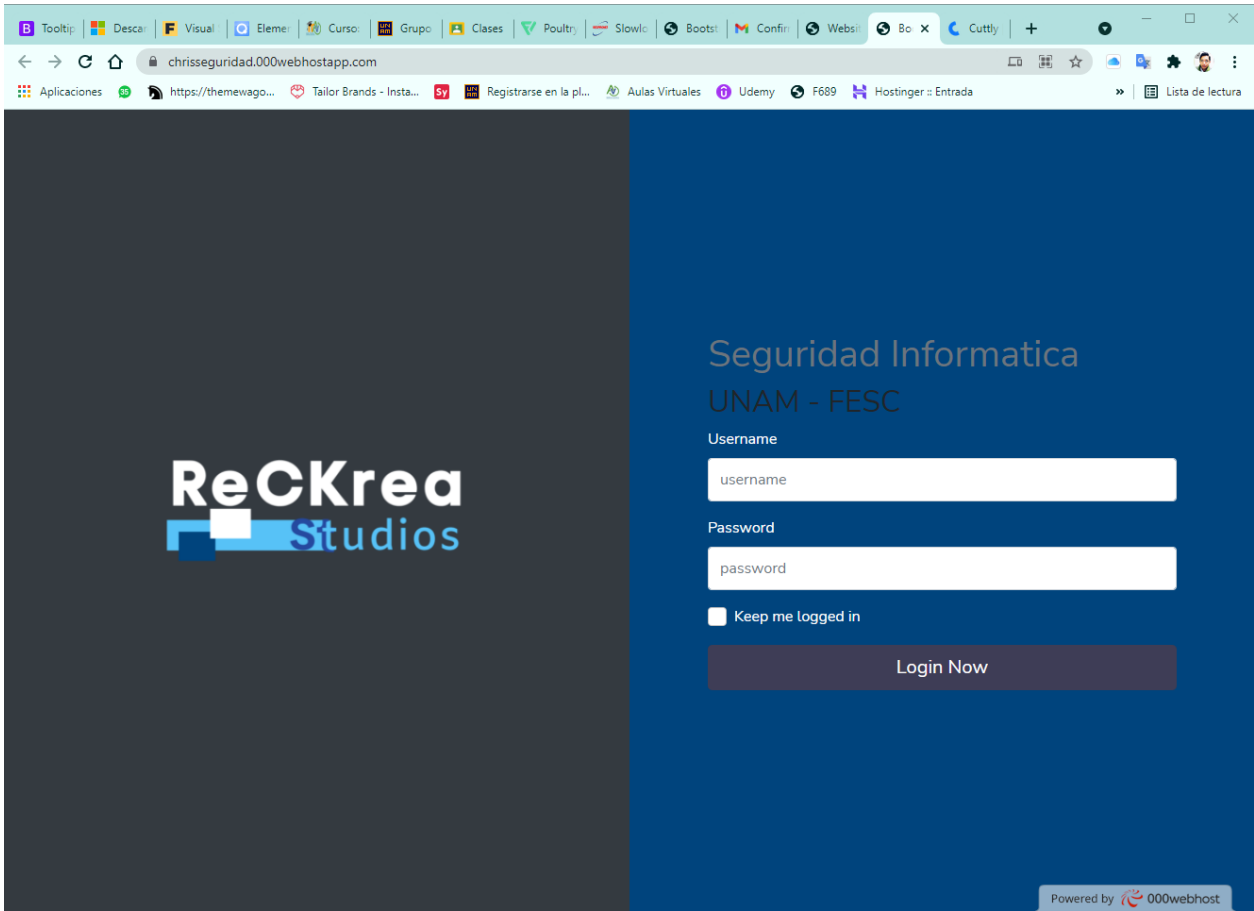 Tooltip Descar Visual Elemer Curso: Grupo Clases Poultry Slowlo Bootst Confir Websit Bo Cuttly
chrisseguridad.000webhostapp.com
Aplicaciones 35 https://themewago... Tailor Brands - Insta... Sy Registrarse en la pl... Aulas Virtuales Udemy F689 Hostinger :: Entrada » Lista de lectura
Seguridad Informatica
UNAM - FESC
Username
username
Password
password
Keep me logged in
Login Now
ReCKrea
Studios
Powered by 000webhost